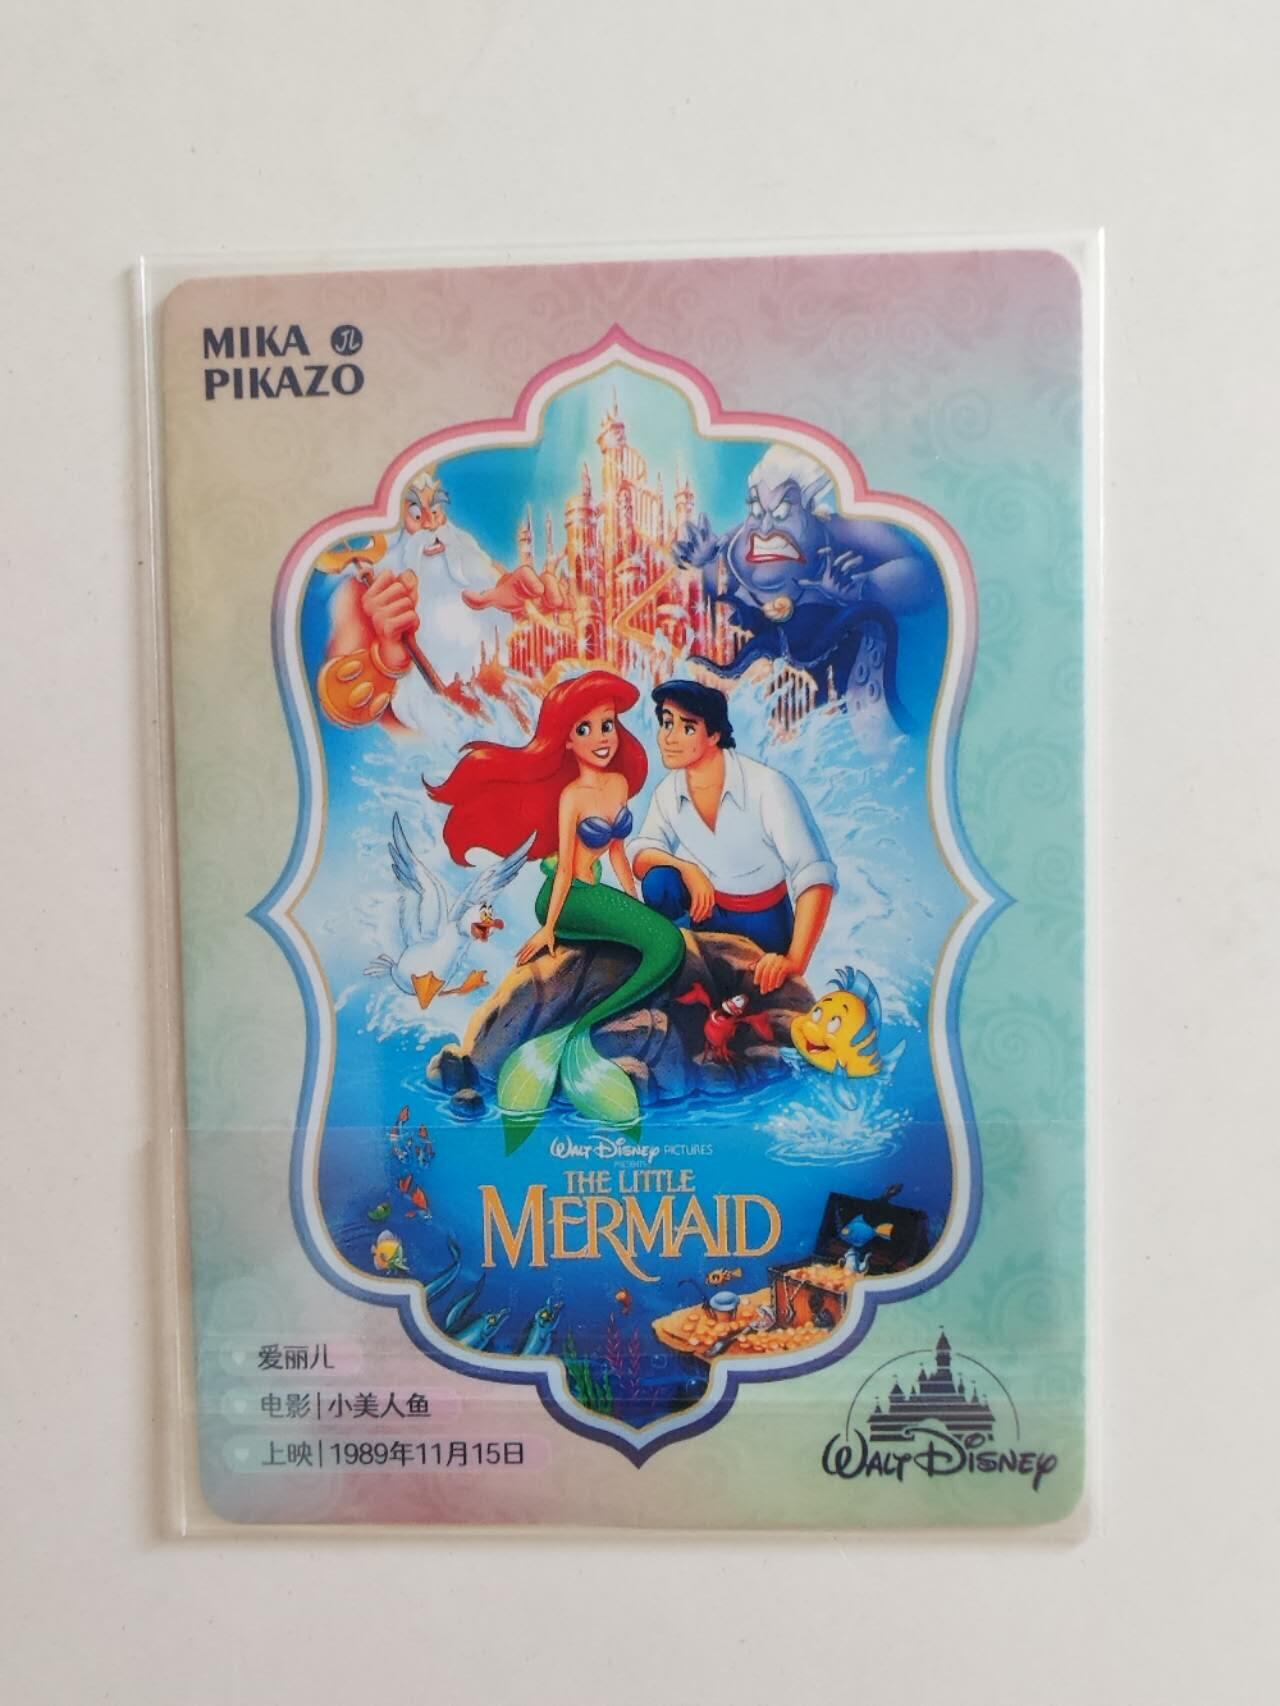 MIKA JL
PIKAZO
WALT DISNEY PICTURES
PRESENTS
THE LITTLE
MERMAID
爱丽儿
电影|小美人鱼
上映|1989年11月15日
WALT DISNEY